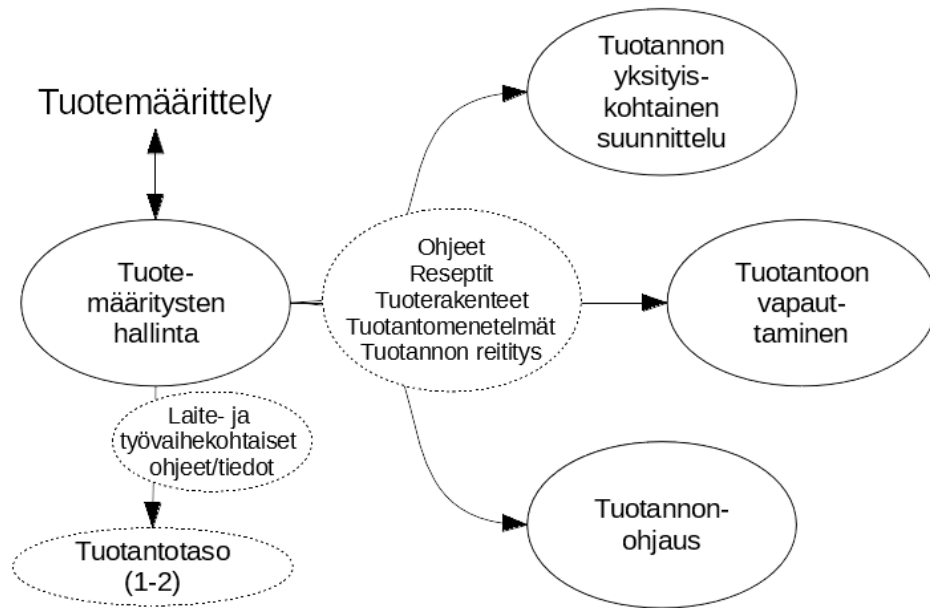 Tuotemäärittely
Tuote-
määritysten
hallinta
Laite- ja
työvaihekohtaiset
ohjeet/tiedot
Tuotantotaso
(1-2)
Ohjeet
Reseptit
Tuoterakenteet
Tuotantomenetelmät
Tuotannon reititys
Tuotannon
yksityis-
kohtainen
suunnittelu
Tuotantoon
vapaut-
taminen
Tuotannon-
ohjaus